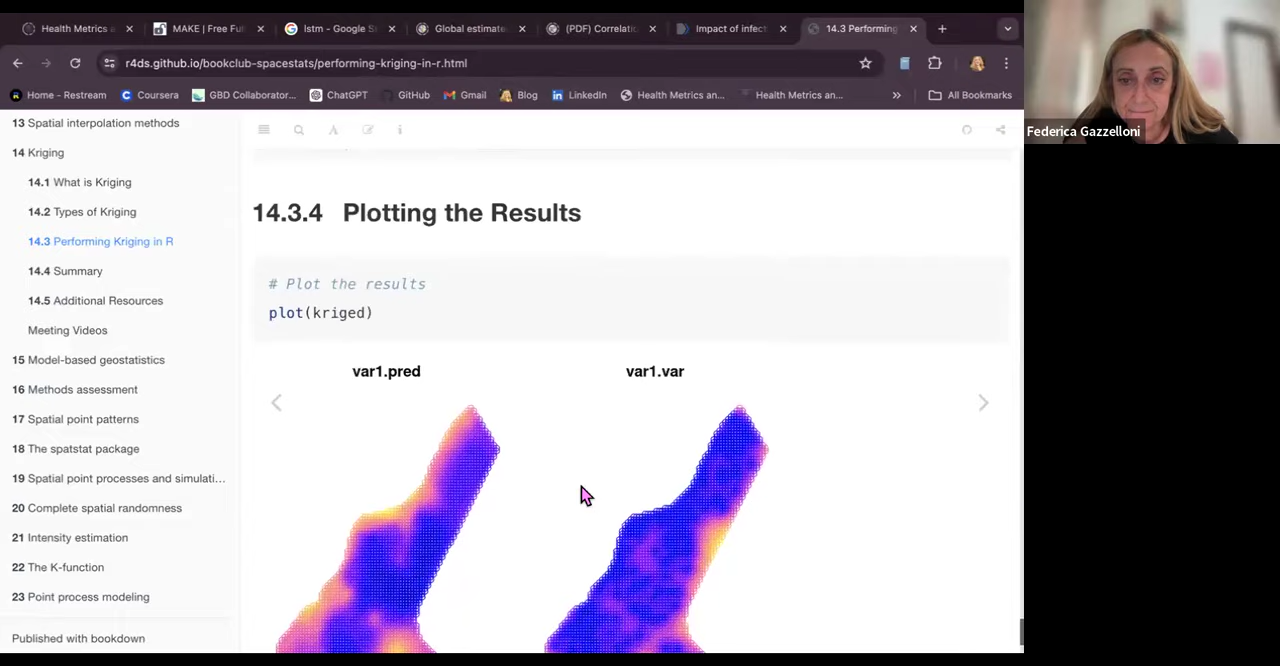 Health Metrics a
MAKE | Free Fu
lstm - Google S
Global estimate
(PDF) Correlati
Impact of infect
14.3 Performing
r4ds.github.io/bookclub-spacestats/performing-kriging-in-r.html
Home - Restream
Coursera
GBD Collaborator...
ChatGPT
GitHub
Gmail
Blog
LinkedIn
Health Metrics an...
Health Metrics an...
»
All Bookmarks
Federica Gazzelloni
13 Spatial interpolation methods
14 Kriging
14.1 What is Kriging
14.2 Types of Kriging
14.3 Performing Kriging in R
14.4 Summary
14.5 Additional Resources
Meeting Videos
15 Model-based geostatistics
16 Methods assessment
17 Spatial point patterns
18 The spatstat package
19 Spatial point processes and simulati...
20 Complete spatial randomness
21 Intensity estimation
22 The K-function
23 Point process modeling
Published with bookdown
14.3.4 Plotting the Results
# Plot the results
plot(kriged)
var1.pred
var1.var